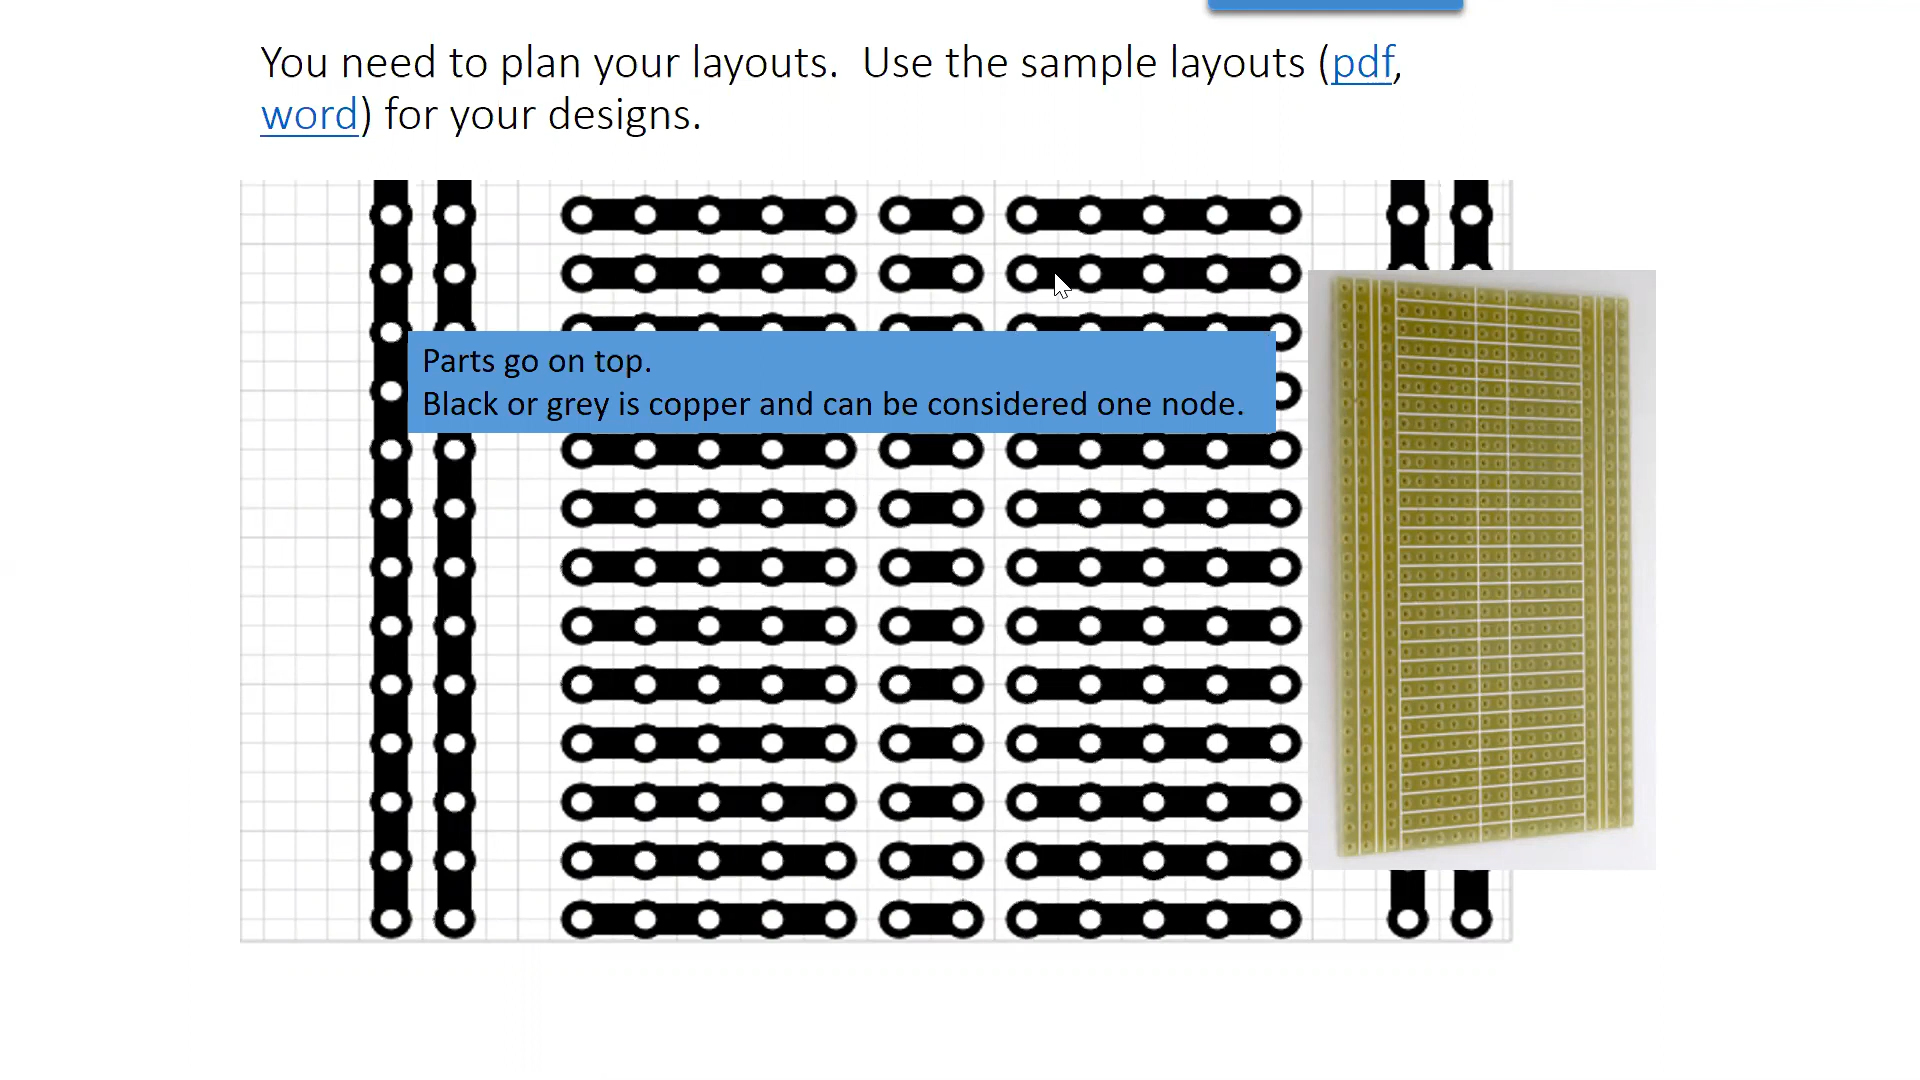 You need to plan your layouts.  Use the sample layouts (pdf,
word) for your designs.
Parts go on top.
Black or grey is copper and can be considered one node.